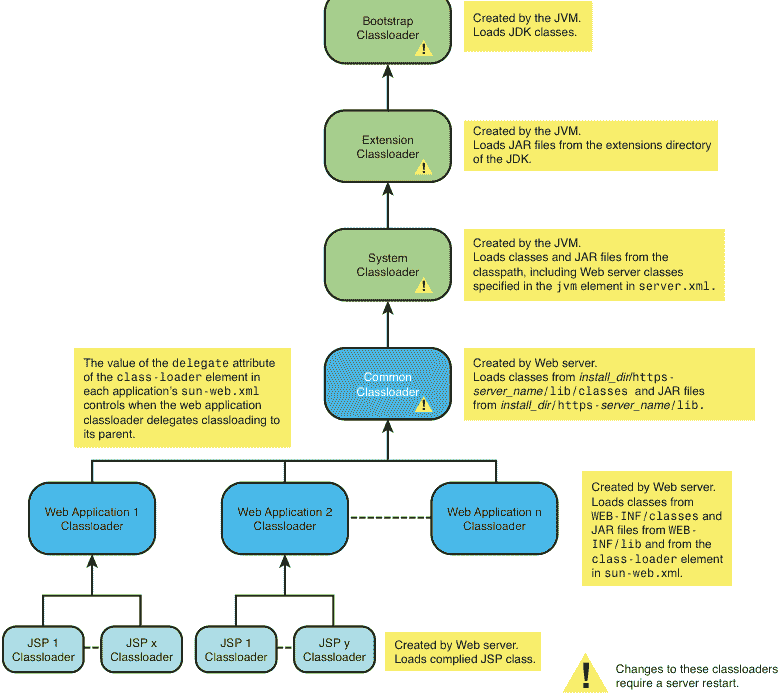 Bootstrap
Classloader
Created by the JVM.
Loads JDK classes.
Extension
Classloader
Created by the JVM.
Loads JAR files from the extensions directory
of the JDK.
System
Classloader
Created by the JVM.
Loads classes and JAR files from the
classpath, including Web server classes
specified in the jvm element in server.xml.
The value of the delegate attribute
of the class-loader element in
each application's sun-web.xml
controls when the web application
classloader delegates classloading to
its parent.
Common
Classloader
Created by Web server.
Loads classes from install_dir/https-
server_name/lib/classes and JAR files
from install_dir/https-server_name/lib.
Web Application 1
Classloader
Web Application 2
Classloader
Web Application n
Classloader
Created by Web server.
Loads classes from
WEB-INF/classes and
JAR files from WEB-
INF/lib and from the
class-loader element
in sun-web.xml.
JSP 1
Classloader
JSP x
Classloader
JSP 1
Classloader
JSP y
Classloader
Created by Web server.
Loads complied JSP class.
Changes to these classloaders
require a server restart.